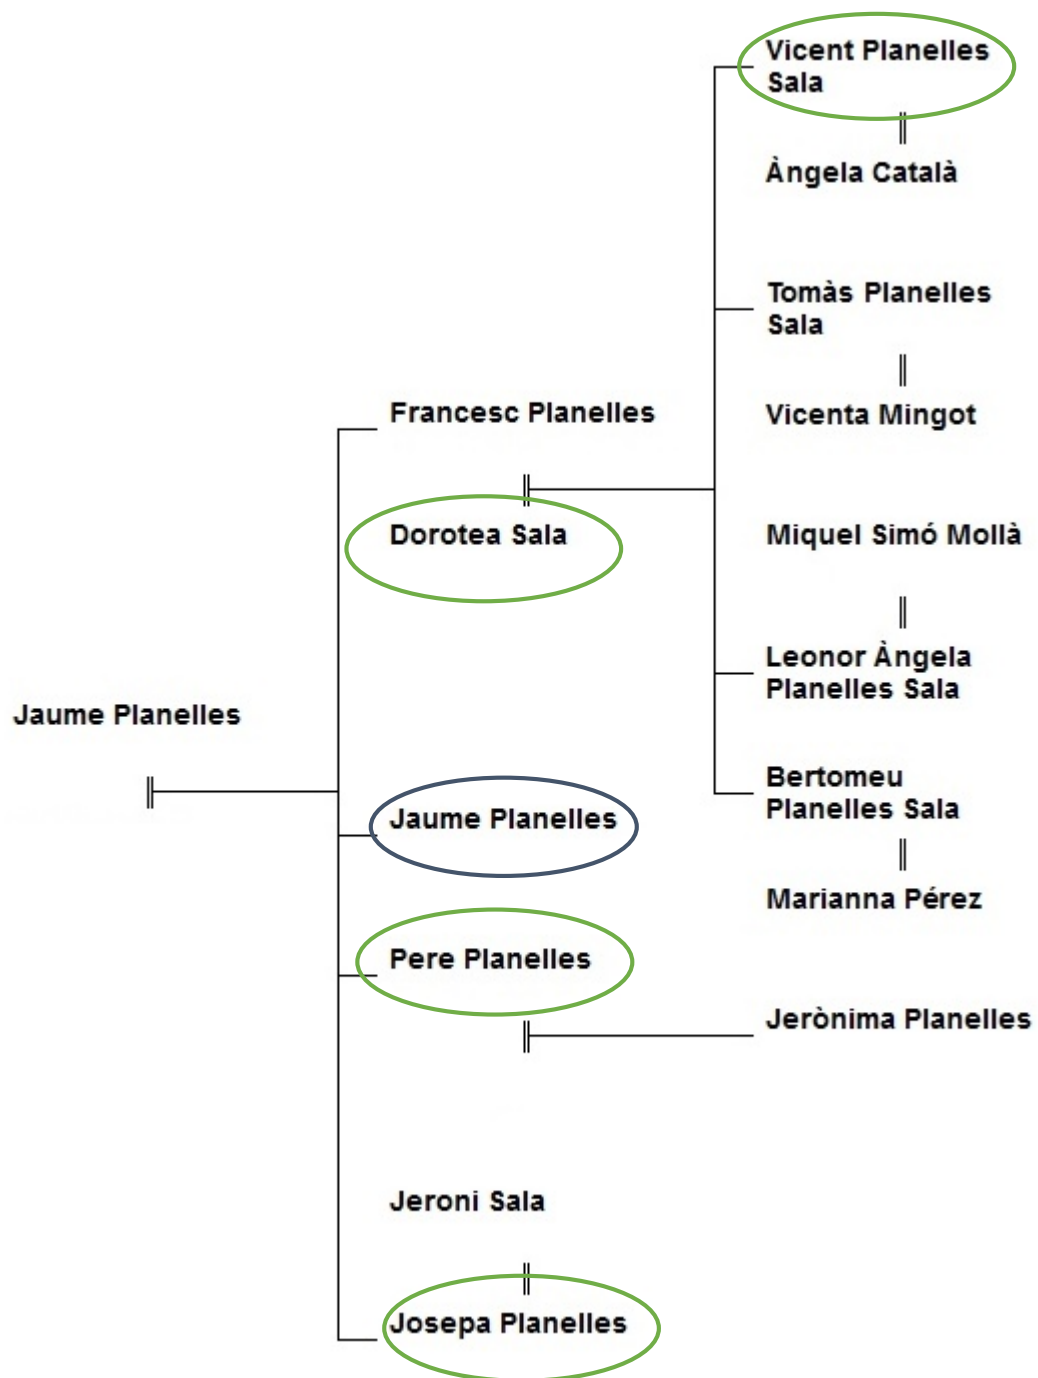 Vicent Planelles
Sala
Àngela Català
Tomàs Planelles
Sala
Vicenta Mingot
Francesc Planelles
Dorotea Sala
Miquel Simó Mollà
Leonor Àngela
Planelles Sala
Jaume Planelles
Bertomeu
Planelles Sala
Jaume Planelles
Marianna Pérez
Pere Planelles
Jerònima Planelles
Jeroni Sala
Josepa Planelles